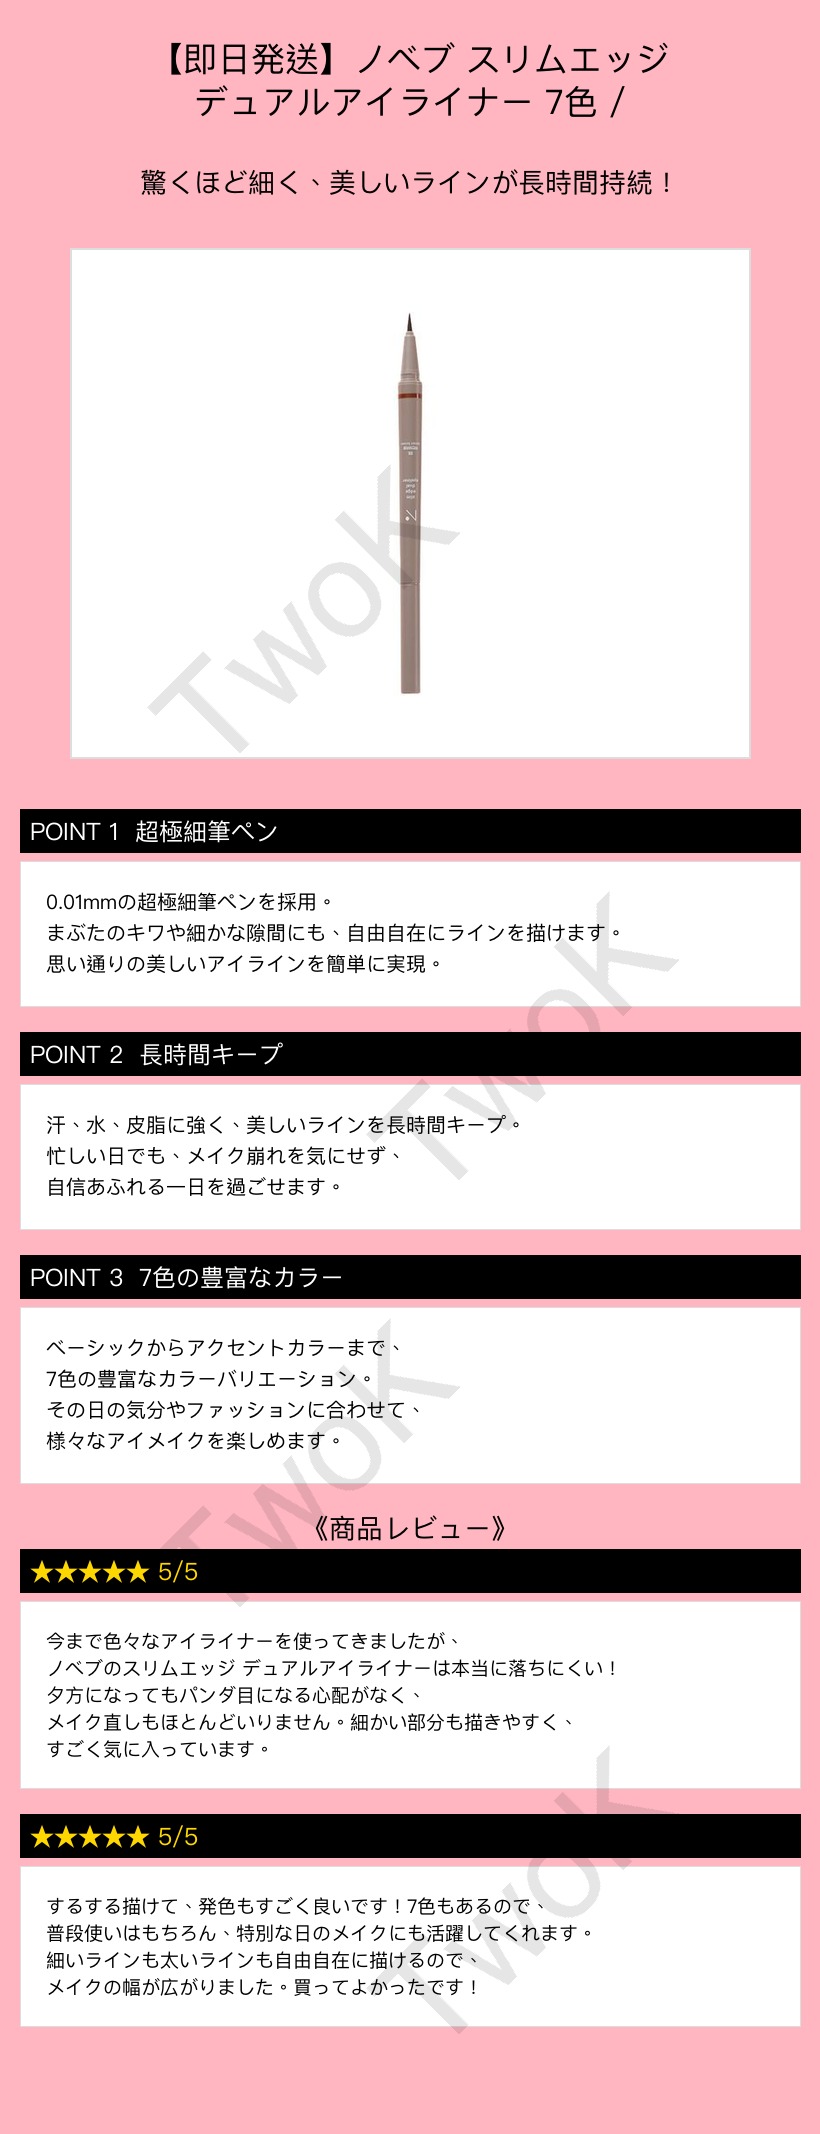 【即日発送】ノベブ スリムエッジ
デュアルアイライナー 7色 /
驚くほど細く、美しいラインが長時間持続！
TwoK
POINT 1 超極細筆ペン
0.01mmの超極細筆ペンを採用。
まぶたのキワや細かな隙間にも、自由自在にラインを描けます。
思い通りの美しいアイラインを簡単に実現。
TwoK
POINT 2 長時間キープ
汗、水、皮脂に強く、美しいラインを長時間キープ。
忙しい日でも、メイク崩れを気にせず、
自信あふれる一日を過ごせます。
POINT 3 7色の豊富なカラー
ベーシックからアクセントカラーまで、
7色の豊富なカラーバリエーション。
その日の気分やファッションに合わせて、
様々なアイメイクを楽しめます。
TwoK
《商品レビュー》
★★★★★ 5/5
今まで色々なアイライナーを使ってきましたが、
ノベブのスリムエッジ デュアルアイライナーは本当に落ちにくい！
夕方になってもパンダ目になる心配がなく、
メイク直しもほとんどいりません。細かい部分も描きやすく、
すごく気に入っています。
★★★★★ 5/5
するする描けて、発色もすごく良いです！7色もあるので、
普段使いはもちろん、特別な日のメイクにも活躍してくれます。
細いラインも太いラインも自由自在に描けるので、
メイクの幅が広がりました。買ってよかったです！
TwoK